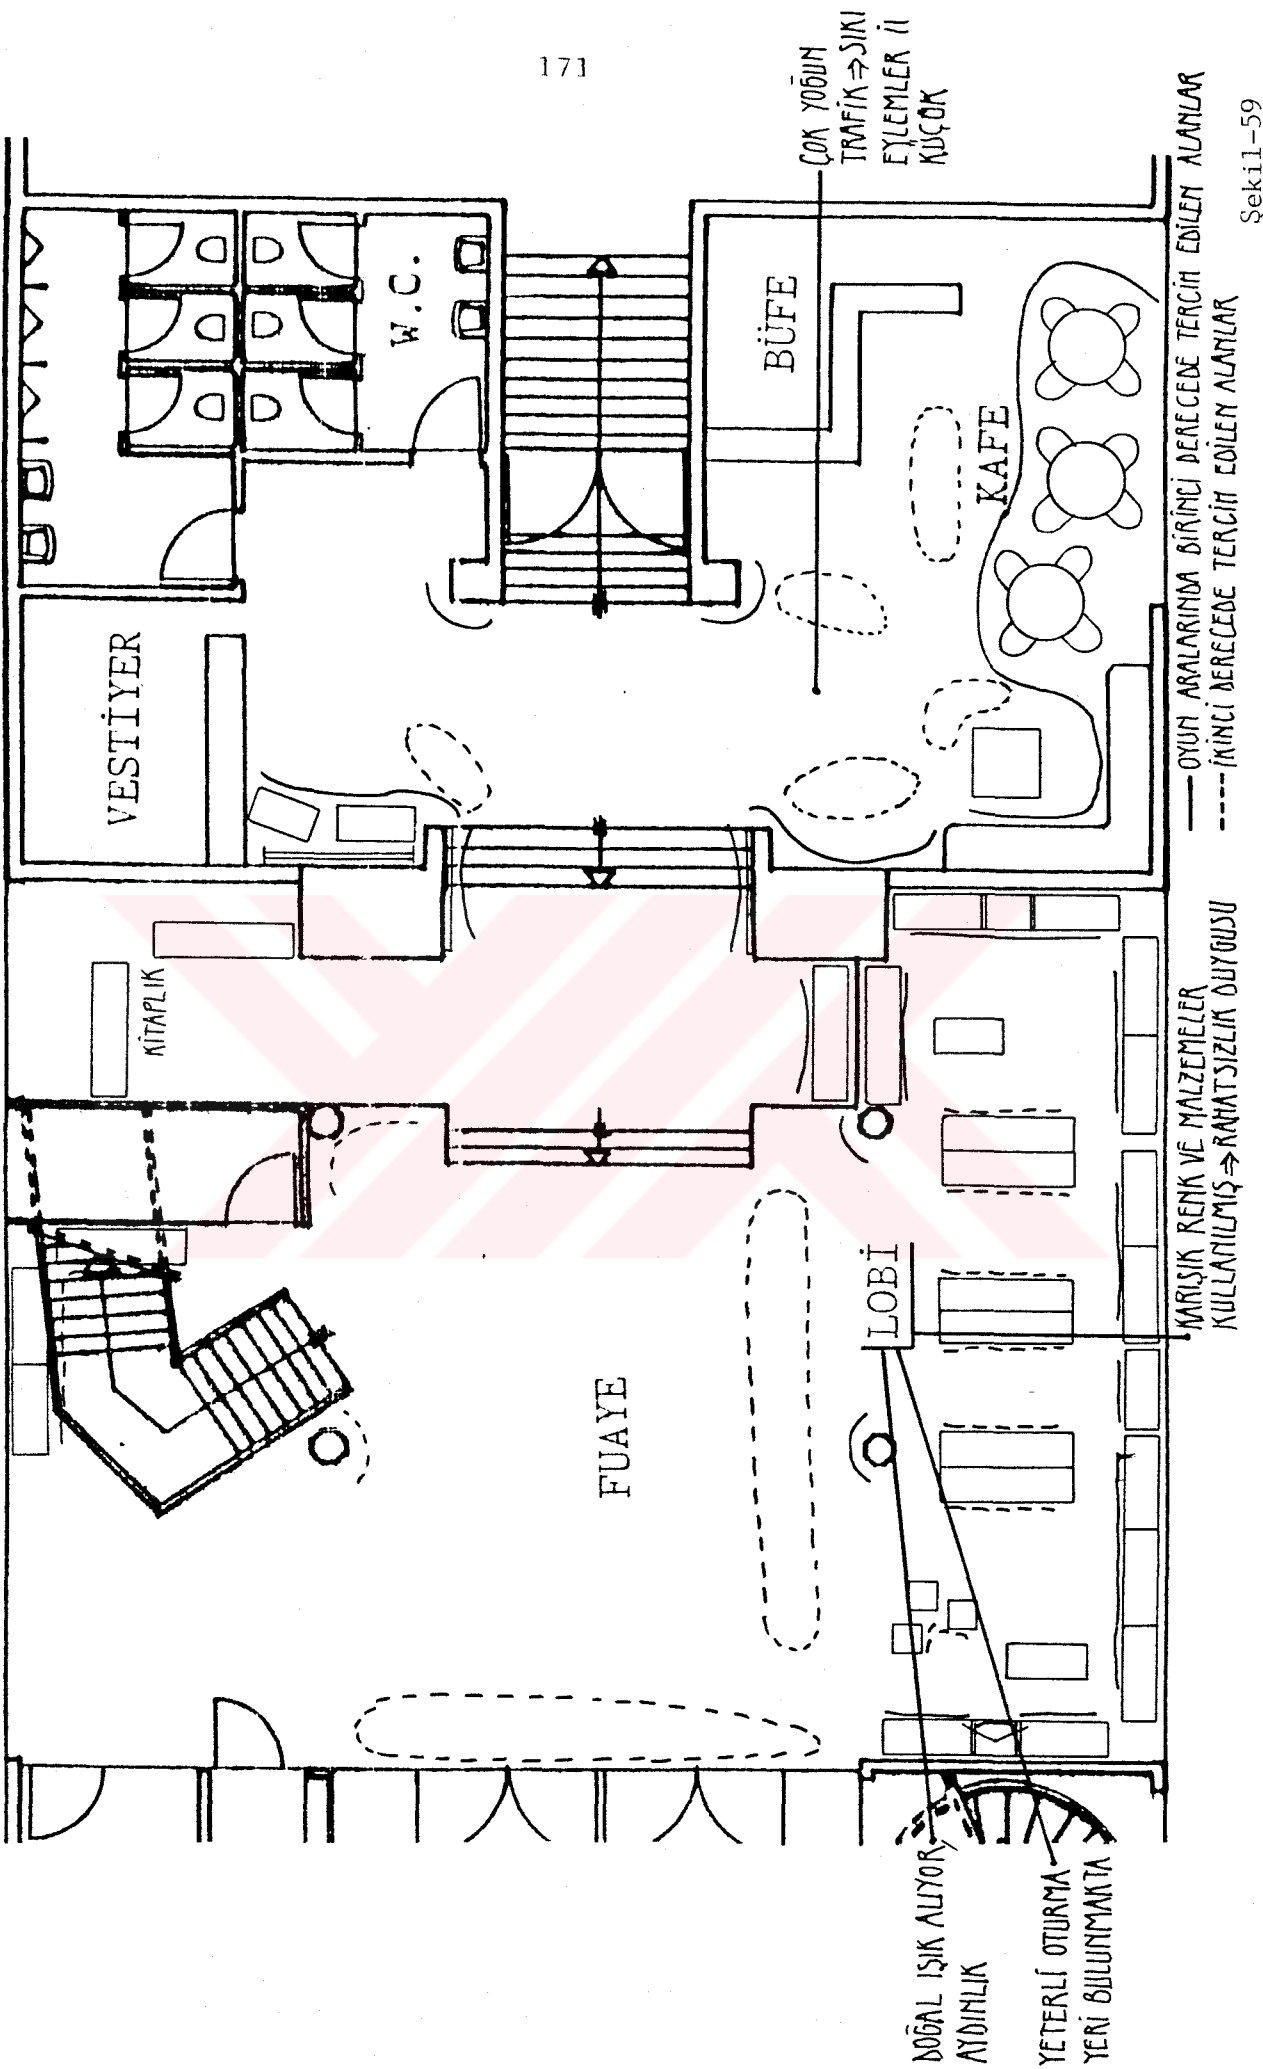 171
ÇOK YOĞUN
TRAFİK⇒SIKI
EYLEMLER İÇ
KÜÇÜK
W.C.
BÜFE
KAFE
VESTİYER
KİTAPLIK
FUAYE
LOBİ
KARIŞIK RENK VE MALZEMELER
KULLANILMIŞ⇒RAHATSIZLIK DUYGUSU
DOĞAL IŞIK ALIYOR,
AYDINLIK
YETERLİ OTURMA
YERİ BULUNMAKTA
OYUN ARALARINDA BİRİNCİ DERECEDE TERCİH EDİLEN ALANLAR
İKİNCİ DERECEDE TERCİH EDİLEN ALANLAR
Şekil-59